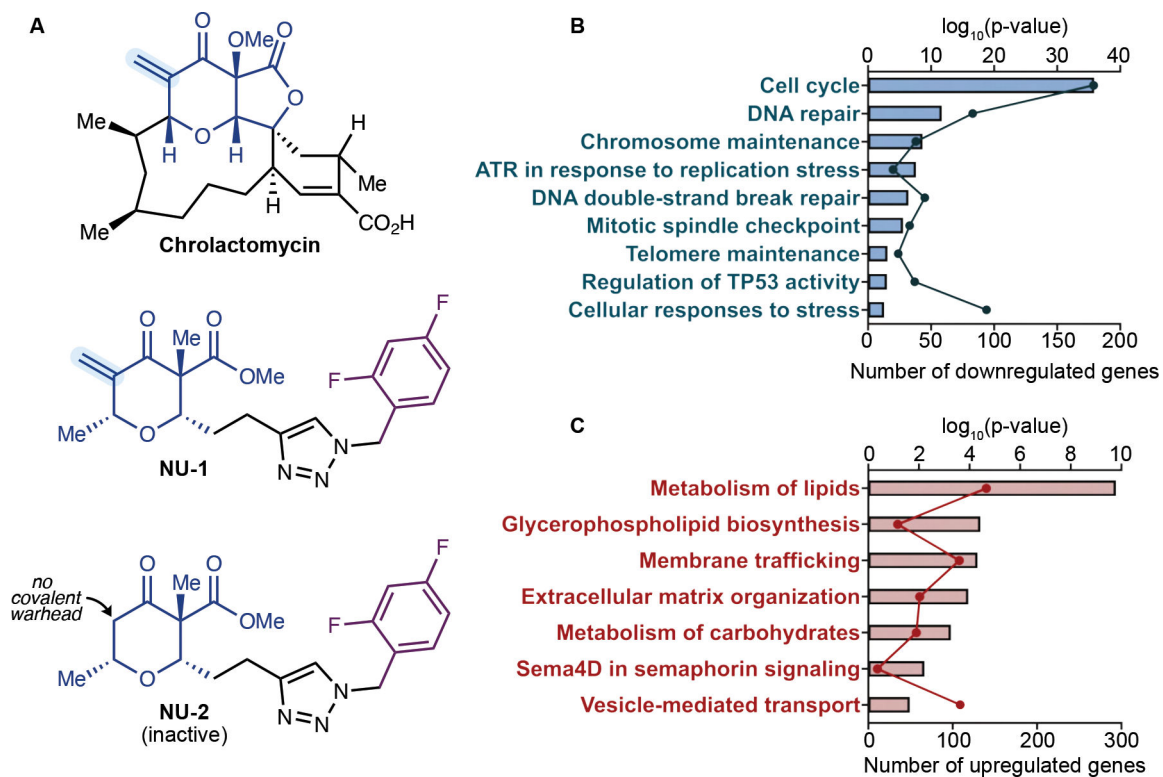 A
O
OMe
O
O
O
Me
H
H
H
Me
H
Me
CO₂H
Chrolactomycin
O
Me
O
OMe
Me
O
F
F
N
N
N
NU-1
no
covalent
warhead
O
Me
O
OMe
Me
O
F
F
N
N
N
NU-2
(inactive)
B
log₁₀(p-value)
0 10 20 30 40
Cell cycle
DNA repair
Chromosome maintenance
ATR in response to replication stress
DNA double-strand break repair
Mitotic spindle checkpoint
Telomere maintenance
Regulation of TP53 activity
Cellular responses to stress
0 50 100 150 200
Number of downregulated genes
C
log₁₀(p-value)
0 2 4 6 8 10
Metabolism of lipids
Glycerophospholipid biosynthesis
Membrane trafficking
Extracellular matrix organization
Metabolism of carbohydrates
Sema4D in semaphorin signaling
Vesicle-mediated transport
0 100 200 300
Number of upregulated genes